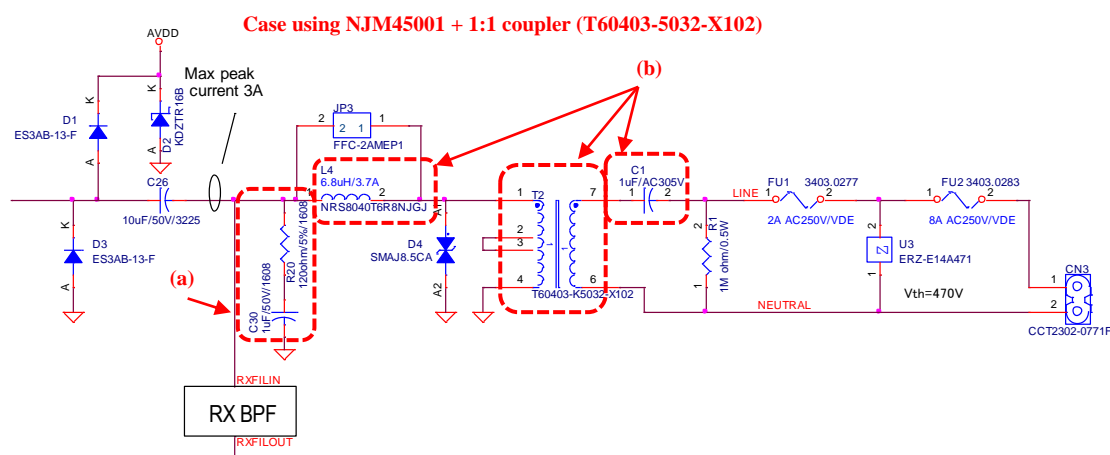 Case using NJM45001 + 1:1 coupler (T60403-5032-X102)
AVDD
Max peak
current 3A
(b)
K
K
D1
ES3AB-13-F
A
A
D2
KDZTR16B
JP3
2
2
1
1
FFC-2AMEP1
C26
10uF/50V/3225
L4
6.8uH/3.7A
1
2
NRS8040T6R8NJGJ
C1
1uF/AC305V
1
2
LINE
FU1
3403.0277
1
2
2A AC250V/VDE
FU2
3403.0283
1
2
8A AC250V/VDE
K
D3
ES3AB-13-F
A
(a)
R20
120ohm/5%/1608
C30
1uF/50V/1608
A1
D4
SMAJ8.5CA
A2
1
T2
7
2
3
4
6
T60403-K5032-X102
2
R1
1M ohm/0.5W
1
NEUTRAL
2
Z
U3
ERZ-E14A471
1
Vth=470V
CN3
1
2
CCT2302-0771F
RXFILIN
RX BPF
RXFILOUT